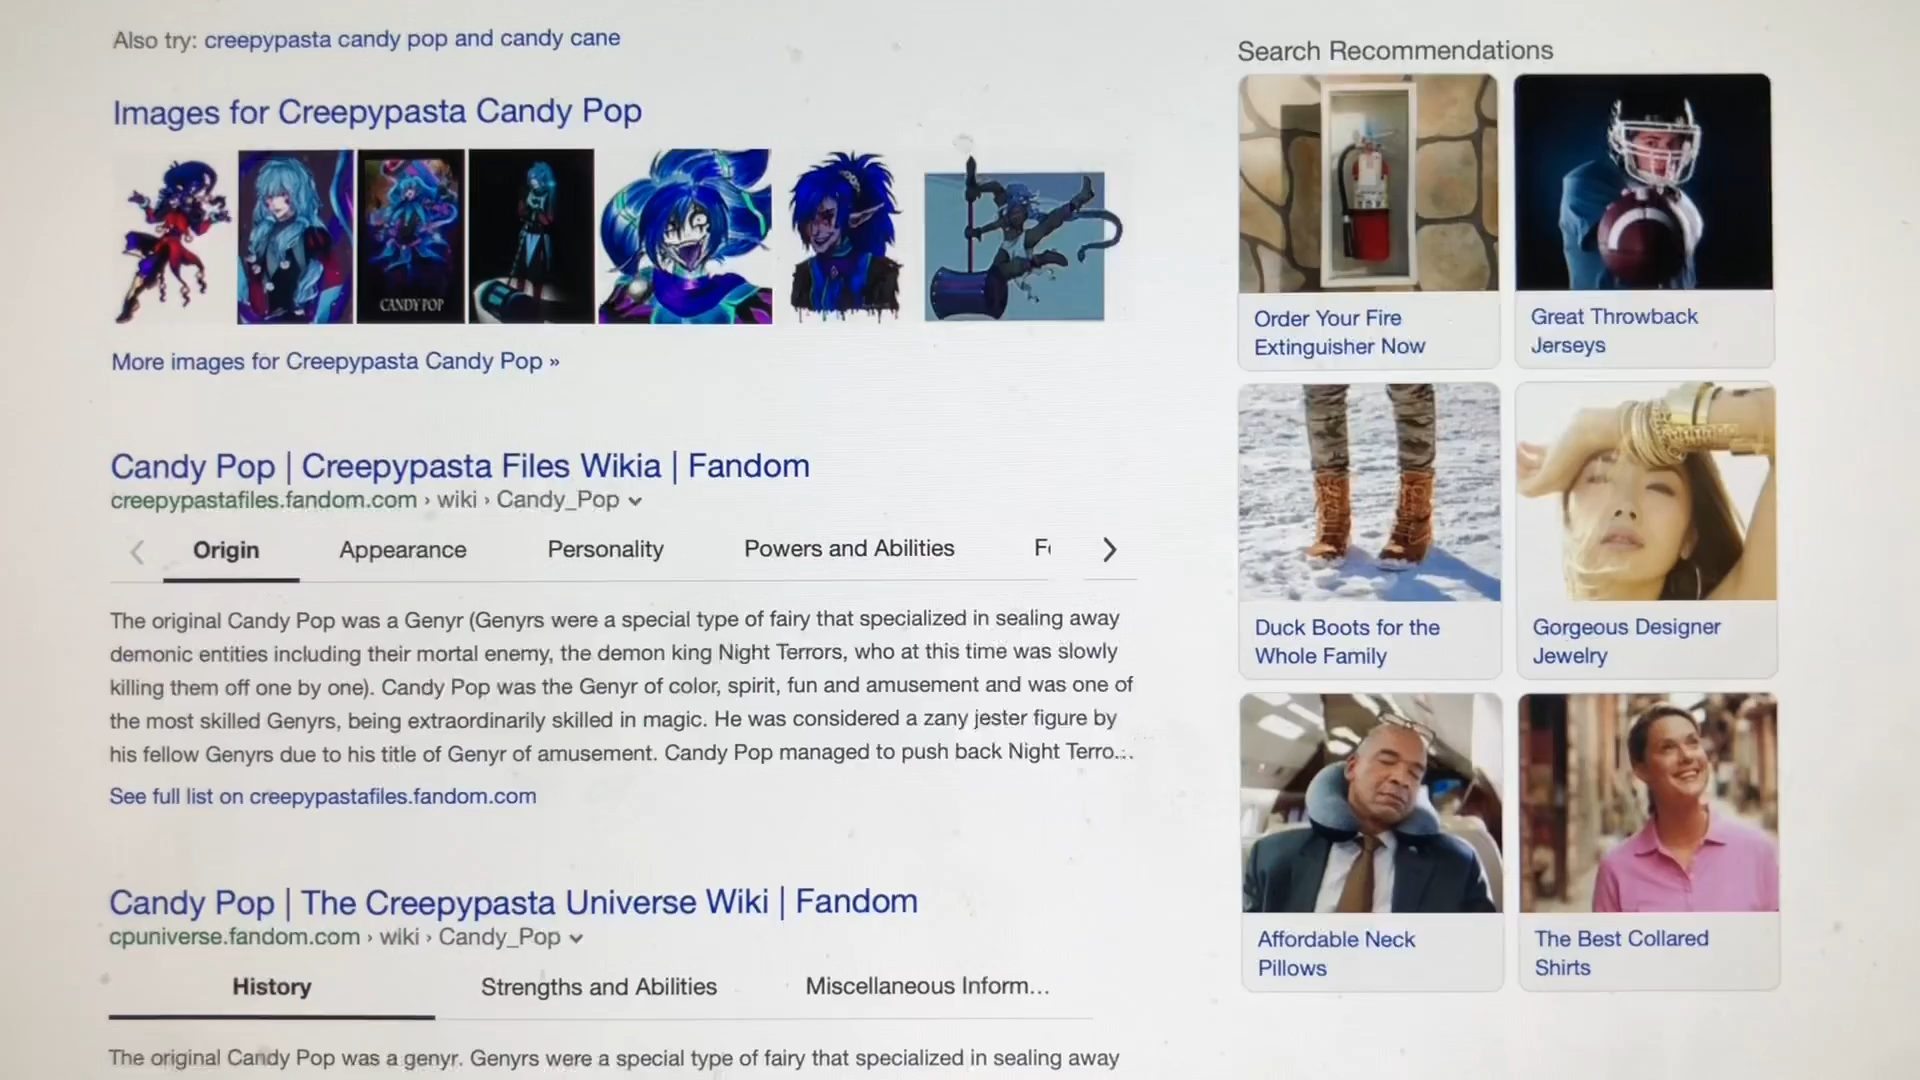 Also try: creepypasta candy pop and candy cane
Images for Creepypasta Candy Pop
CANDY POP
More images for Creepypasta Candy Pop »
Candy Pop | Creepypasta Files Wikia | Fandom
creepypastafiles.fandom.com › wiki › Candy_Pop
Origin Appearance Personality Powers and Abilities
The original Candy Pop was a Genyr (Genyrs were a special type of fairy that specialized in sealing away
demonic entities including their mortal enemy, the demon king Night Terrors, who at this time was slowly
killing them off one by one). Candy Pop was the Genyr of color, spirit, fun and amusement and was one of
the most skilled Genyrs, being extraordinarily skilled in magic. He was considered a zany jester figure by
his fellow Genyrs due to his title of Genyr of amusement. Candy Pop managed to push back Night Terro...
See full list on creepypastafiles.fandom.com
Candy Pop | The Creepypasta Universe Wiki | Fandom
cpuniverse.fandom.com › wiki › Candy_Pop
History Strengths and Abilities Miscellaneous Inform...
The original Candy Pop was a genyr. Genyrs were a special type of fairy that specialized in sealing away
Search Recommendations
Order Your Fire
Extinguisher Now
Great Throwback
Jerseys
Duck Boots for the
Whole Family
Gorgeous Designer
Jewelry
Affordable Neck
Pillows
The Best Collared
Shirts